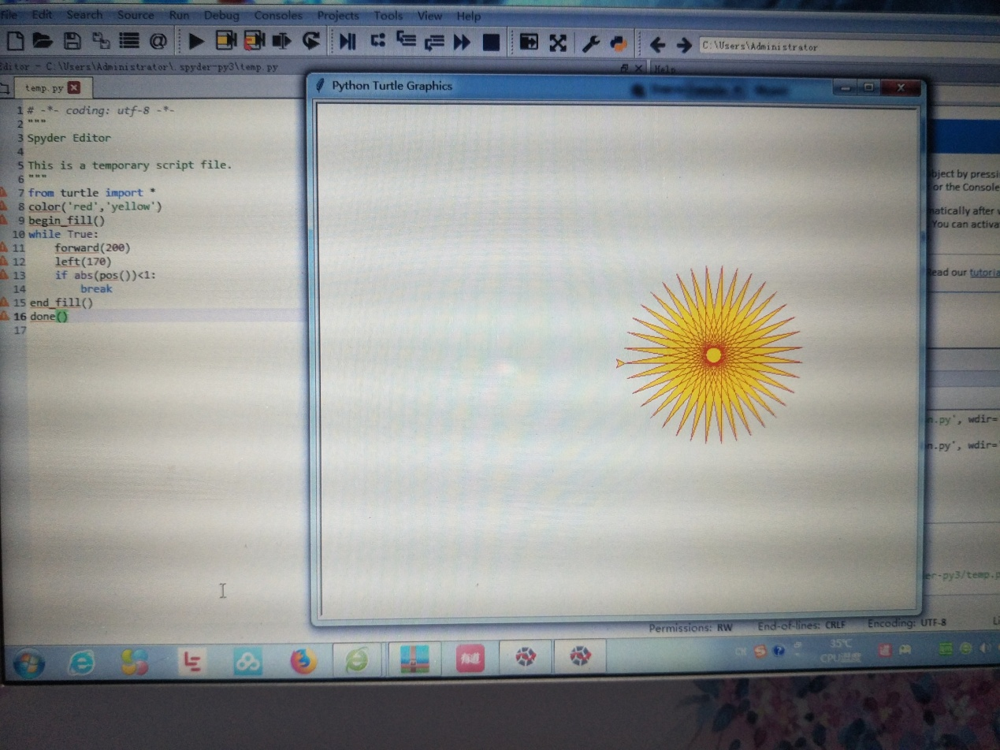 File Edit Search Source Run Debug Consoles Projects Tools View Help
C:\Users\Administrator
Editor - C:\Users\Administrator\.spyder-py3\temp.py
Help
temp.py
Python Turtle Graphics
1 # -*- coding: utf-8 -*-
2 """
3 Spyder Editor
4
5 This is a temporary script file.
6 """
7 from turtle import *
8 color('red','yellow')
9 begin_fill()
10 while True:
11     forward(200)
12     left(170)
13     if abs(pos())<1:
14         break
15 end_fill()
16 done()
17
bject by pressi
or the Console
matically after
You can activa
Read our tutoria
n.py', wdir='
n.py', wdir='
er-py3/temp.p
Permissions: RW End-of-lines: CRLF Encoding: UTF-8
有道
CH
35℃
CPU温度